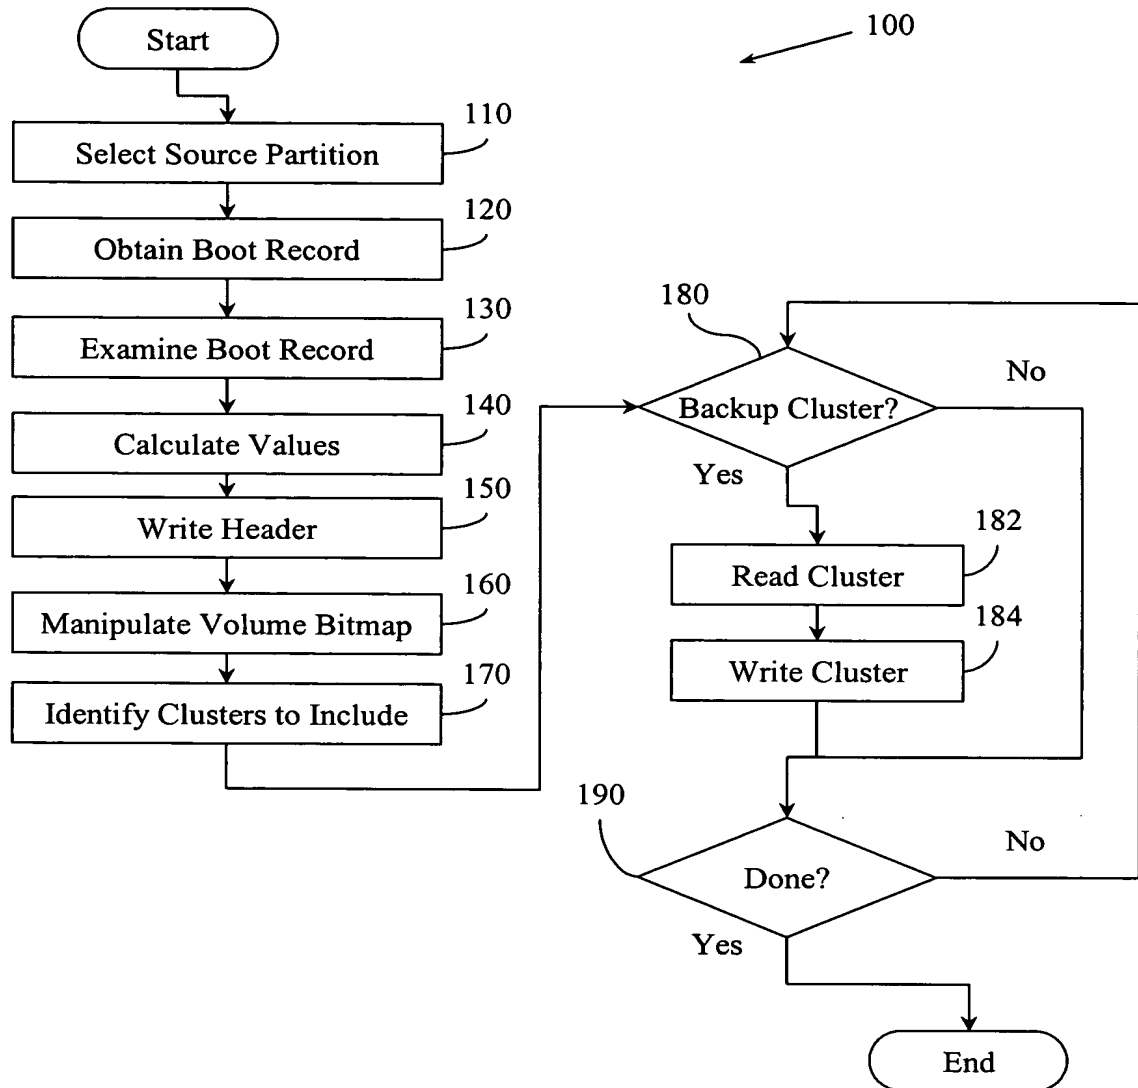 Start
100
110
Select Source Partition
120
Obtain Boot Record
130
Examine Boot Record
140
Calculate Values
150
Write Header
160
Manipulate Volume Bitmap
170
Identify Clusters to Include
180
Backup Cluster?
No
Yes
182
Read Cluster
184
Write Cluster
190
Done?
No
Yes
End